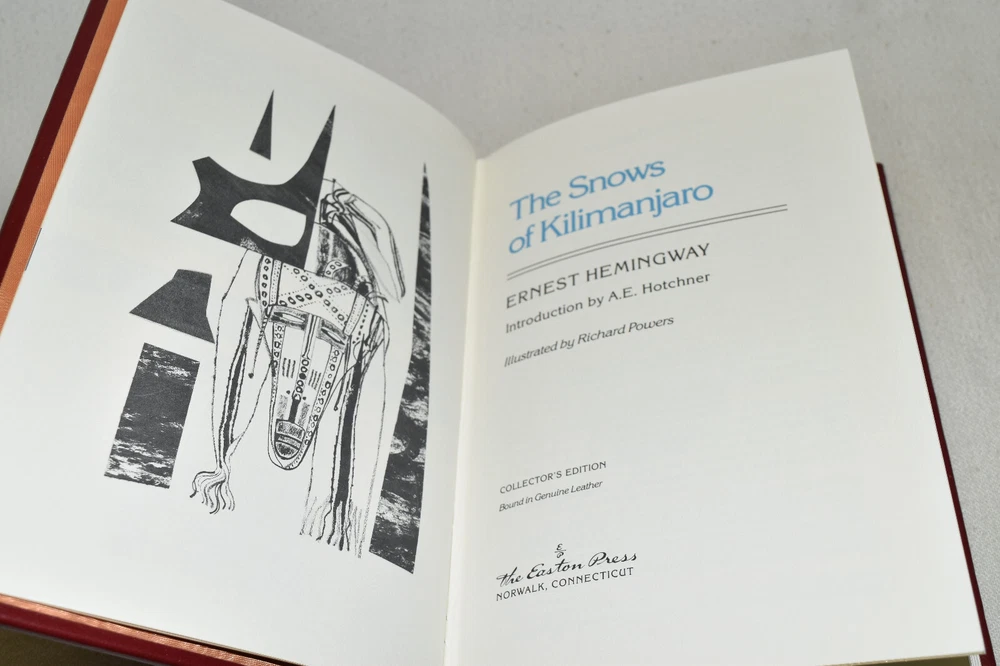 The Snows
of Kilimanjaro
ERNEST HEMINGWAY
Introduction by A.E. Hotchner
Illustrated by Richard Powers
COLLECTOR'S EDITION
Bound in Genuine Leather
E
P
the Easton Press
NORWALK, CONNECTICUT